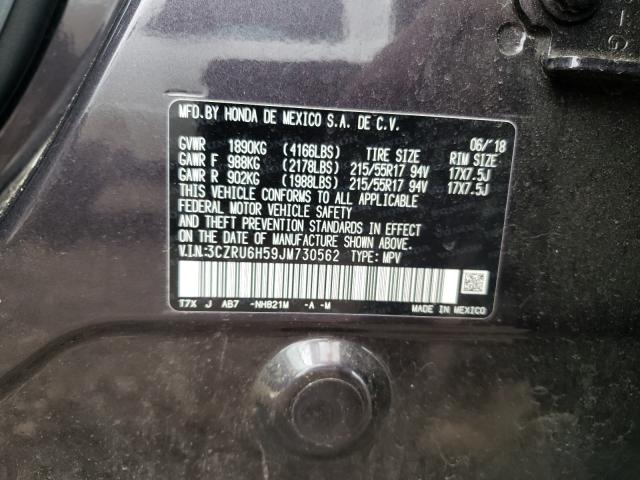 MFD.BY HONDA DE MEXICO S.A. DE C.V.
GVWR 1890KG (4166LBS) TIRE SIZE 06/'18 RIM SIZE
GAWR F 988KG (2178LBS) 215/55R17 94V 17X7.5J
GAWR R 902KG (1988LBS) 215/55R17 94V 17X7.5J
THIS VEHICLE CONFORMS TO ALL APPLICABLE
FEDERAL MOTOR VEHICLE SAFETY
AND THEFT PREVENTION STANDARDS IN EFFECT
ON THE DATE OF MANUFACTURE SHOWN ABOVE.
V.I.N.:3CZRU6H59JM730562 TYPE: MPV
T7X J AB7 -NH821M -A -M MADE IN MEXICO